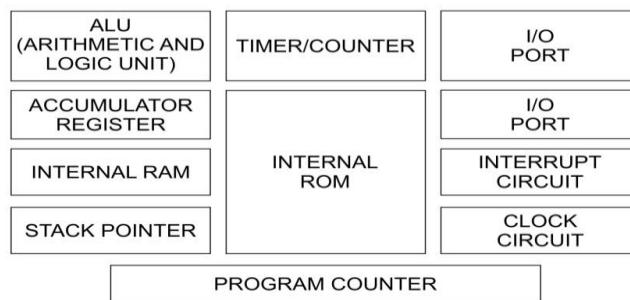 ALU
(ARITHMETIC AND
LOGIC UNIT)
TIMER/COUNTER
I/O
PORT
ACCUMULATOR
REGISTER
INTERNAL
ROM
I/O
PORT
INTERNAL RAM
INTERRUPT
CIRCUIT
STACK POINTER
CLOCK
CIRCUIT
PROGRAM COUNTER